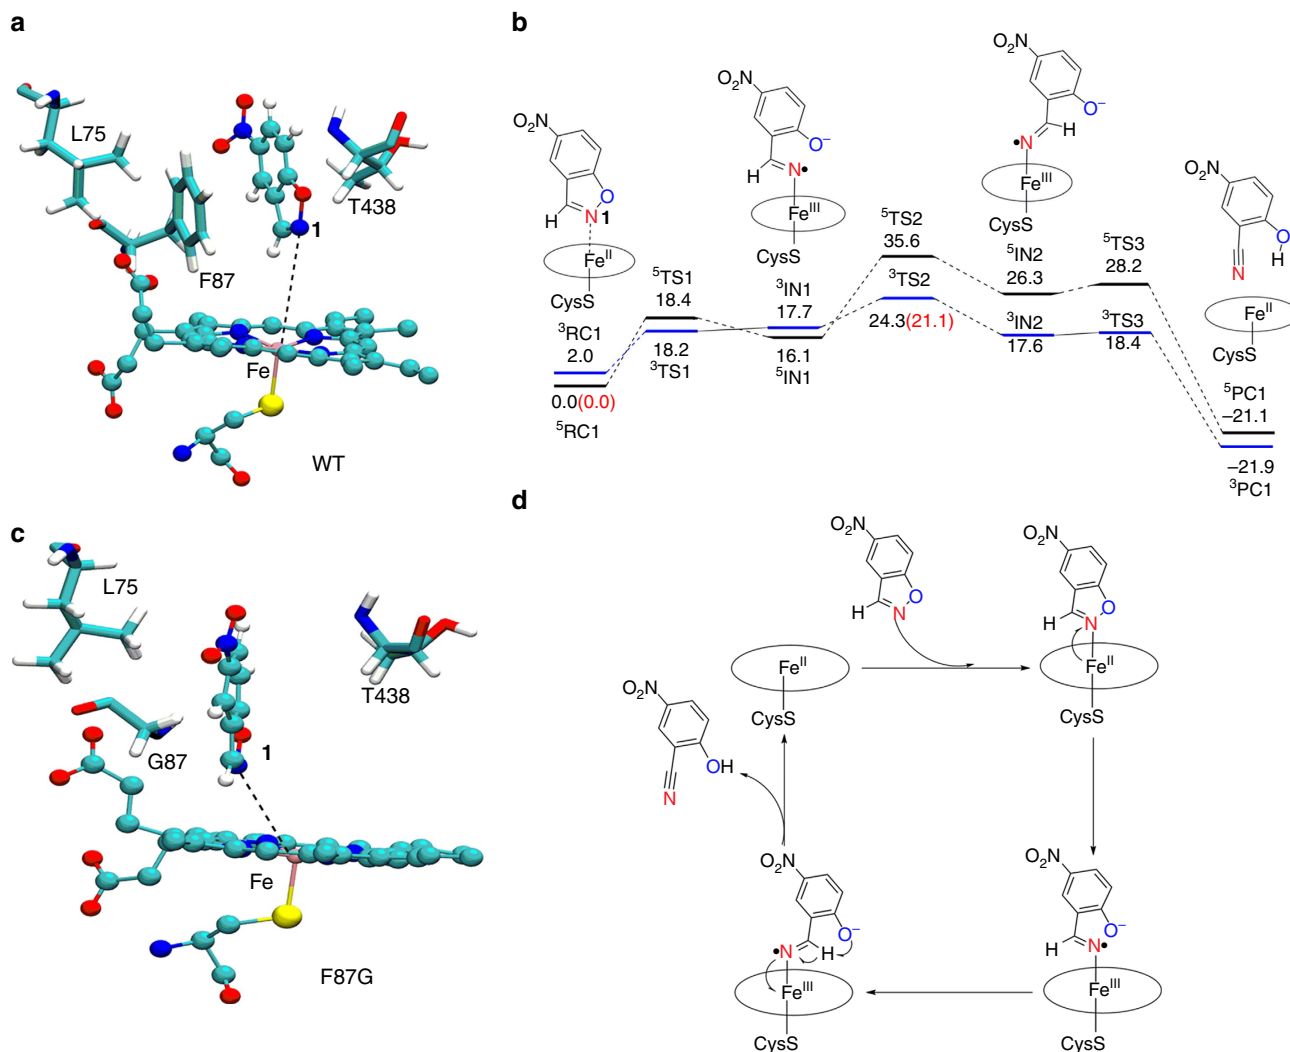 a
L75
T438
1
F87
Fe
WT
b
O₂N
O
H
N 1
Fe^II
CysS
³RC1
2.0
0.0(0.0)
⁵RC1
⁵TS1
18.4
18.2
³TS1
O₂N
O⁻
H
N•
Fe^III
CysS
³IN1
17.7
16.1
⁵IN1
⁵TS2
35.6
³TS2
24.3(21.1)
O₂N
O⁻
H
•N
Fe^III
CysS
⁵IN2
26.3
³IN2
17.6
⁵TS3
28.2
³TS3
18.4
O₂N
O
H
N
Fe^II
CysS
⁵PC1
–21.1
–21.9
³PC1
c
L75
T438
G87
1
Fe
F87G
d
O₂N
O
H
N
Fe^II
CysS
O₂N
O
H
N
Fe^II
CysS
O₂N
O⁻
H
N•
Fe^III
CysS
O₂N
O⁻
•N
H
Fe^III
CysS
O₂N
OH
N